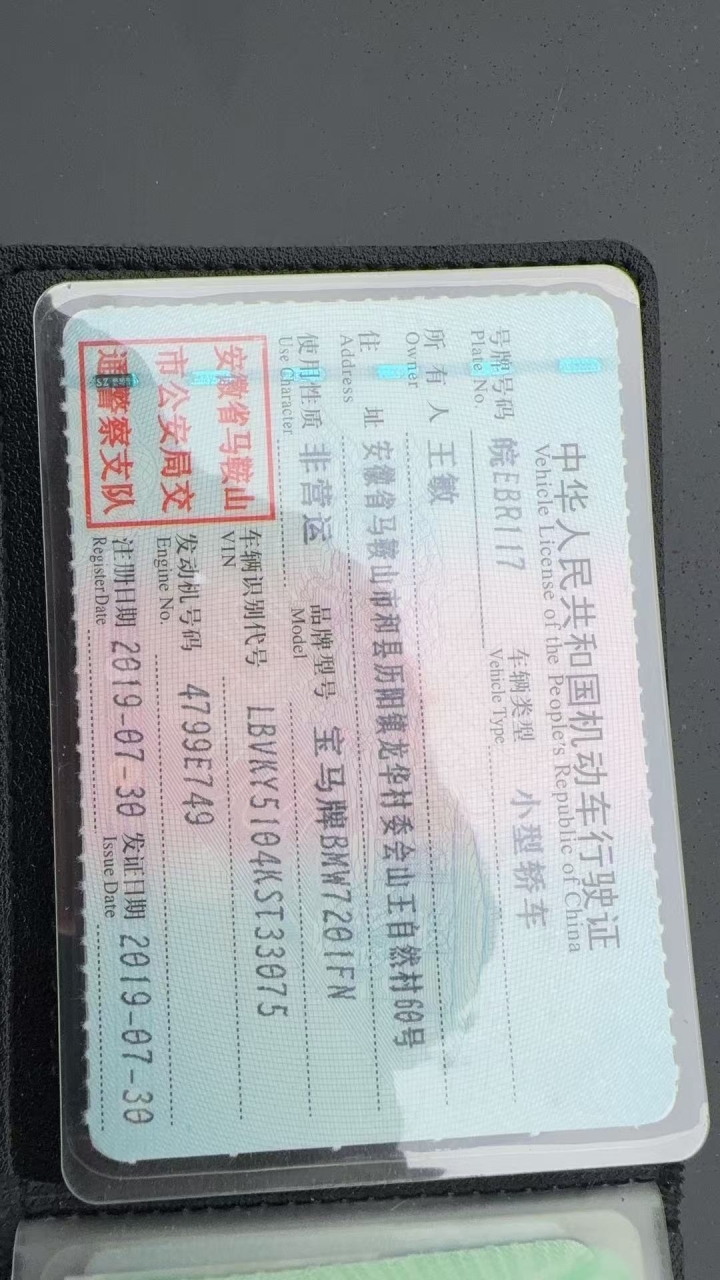 中华人民共和国机动车行驶证
Vehicle License of the People's Republic of China
号牌号码 皖EBR117 车辆类型 小型轿车
Plate No. Vehicle Type
所有人 王敏
Owner
住址 安徽省马鞍山市和县历阳镇龙华村委会山王自然村60号
Address
使用性质 非营运 品牌型号 宝马牌BMW7201FN
Use Character Model
车辆识别代号 LBVKY5104KST33075
VIN
发动机号码 4799E749
Engine No.
注册日期 2019-07-30 发证日期 2019-07-30
Register Date Issue Date
安徽省马鞍山
市公安局交
通警察支队